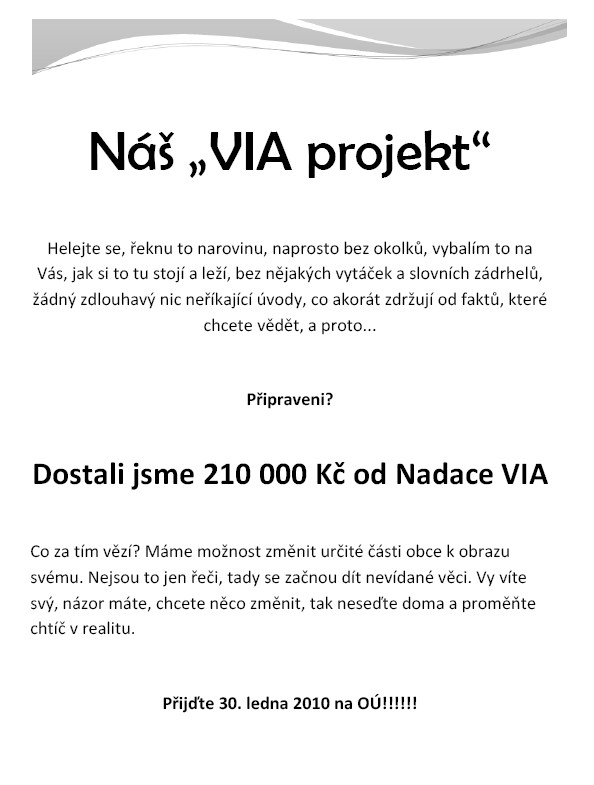 Náš „VIA projekt“
Helejte se, řeknu to narovinu, naprosto bez okolků, vybalím to na
Vás, jak si to tu stojí a leží, bez nějakých vytáček a slovních zádrhelů,
žádný zdlouhavý nic neříkající úvody, co akorát zdržují od faktů, které
chcete vědět, a proto...
Připraveni?
Dostali jsme 210 000 Kč od Nadace VIA
Co za tím vězí? Máme možnost změnit určité části obce k obrazu
svému. Nejsou to jen řeči, tady se začnou dít nevídané věci. Vy víte
svý, názor máte, chcete něco změnit, tak neseďte doma a proměňte
chtíč v realitu.
Přijďte 30. ledna 2010 na OÚ!!!!!!